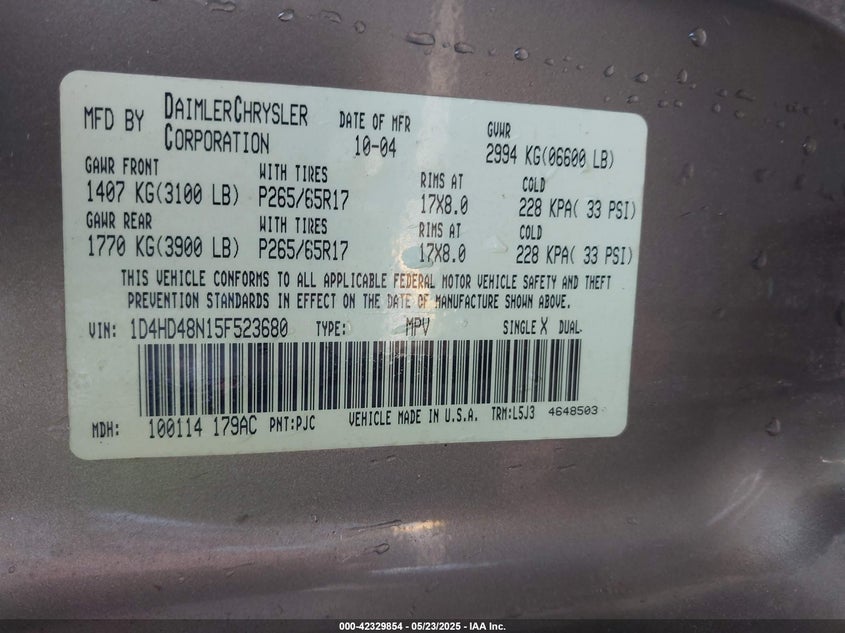 MFD BY DAIMLERCHRYSLER CORPORATION DATE OF MFR 10-04 GVWR 2994 KG(06600 LB)
GAWR FRONT WITH TIRES RIMS AT COLD
1407 KG(3100 LB) P265/65R17 17X8.0 228 KPA( 33 PSI)
GAWR REAR WITH TIRES RIMS AT COLD
1770 KG(3900 LB) P265/65R17 17X8.0 228 KPA( 33 PSI)
THIS VEHICLE CONFORMS TO ALL APPLICABLE FEDERAL MOTOR VEHICLE SAFETY AND THEFT
PREVENTION STANDARDS IN EFFECT ON THE DATE OF MANUFACTURE SHOWN ABOVE.
VIN: 1D4HD48N15F523680 TYPE: MPV SINGLE X DUAL
MDH: 100114 179AC PNT:PJC VEHICLE MADE IN U.S.A. TRM:L5J3 4648503
000-42329854 - 05/23/2025 - IAA Inc.